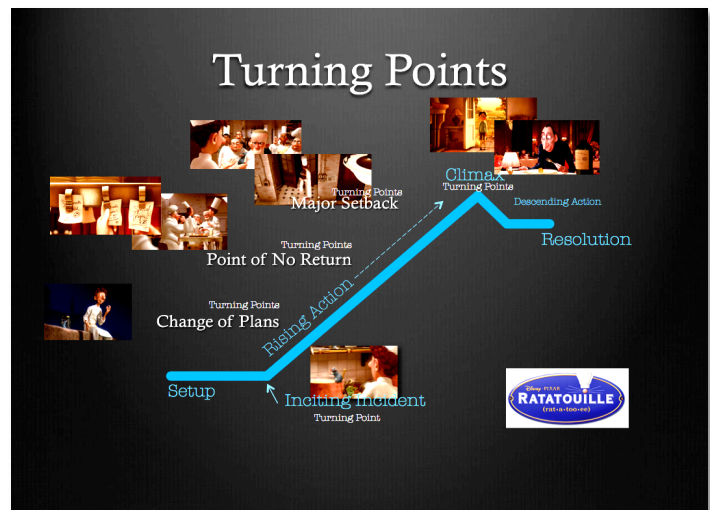 Turning Points
Climax
Turning Points
Turning Points
Major Setback
Descending Action
Resolution
Turning Points
Point of No Return
Rising Action
Turning Points
Change of Plans
Setup
Inciting Incident
Turning Point
Disney · PIXAR
RATATOUILLE
(rat•a•too•ee)